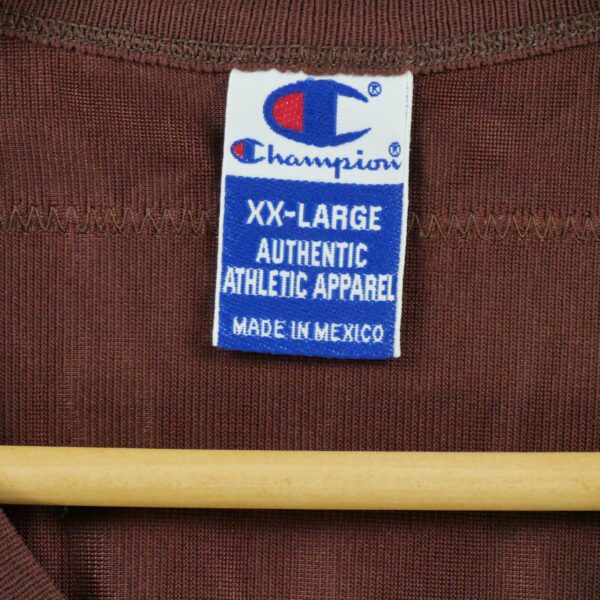 ®
Champion®
XX-LARGE
AUTHENTIC
ATHLETIC APPAREL
MADE IN MEXICO